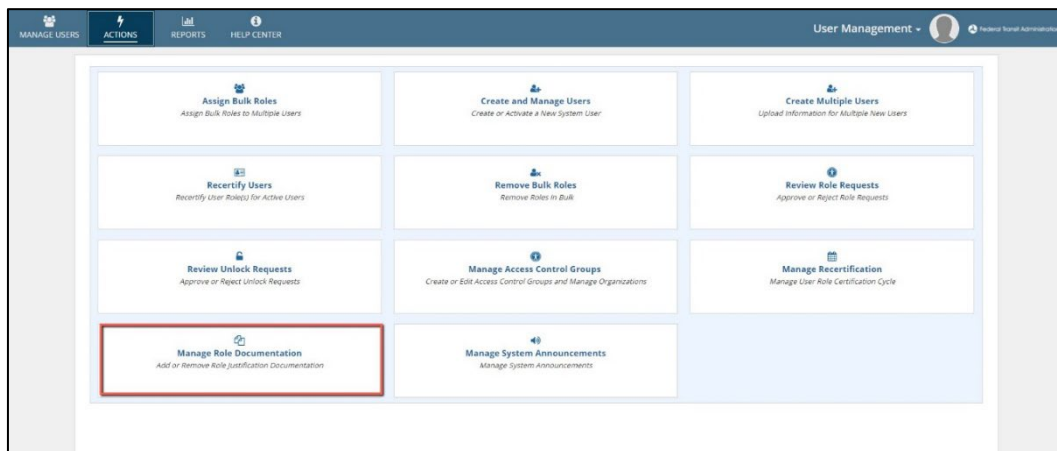 MANAGE USERS
ACTIONS
REPORTS
HELP CENTER
User Management
Federal Transit Administration
Assign Bulk Roles
Assign Bulk Roles to Multiple Users
Create and Manage Users
Create or Activate a New System User
Create Multiple Users
Upload Information for Multiple New Users
Recertify Users
Recertify User Role(s) for Active Users
Remove Bulk Roles
Remove Roles in Bulk
Review Role Requests
Approve or Reject Role Requests
Review Unlock Requests
Approve or Reject Unlock Requests
Manage Access Control Groups
Create or Edit Access Control Groups and Manage Organizations
Manage Recertification
Manage User Role Certification Cycle
Manage Role Documentation
Add or Remove Role Justification Documentation
Manage System Announcements
Manage System Announcements